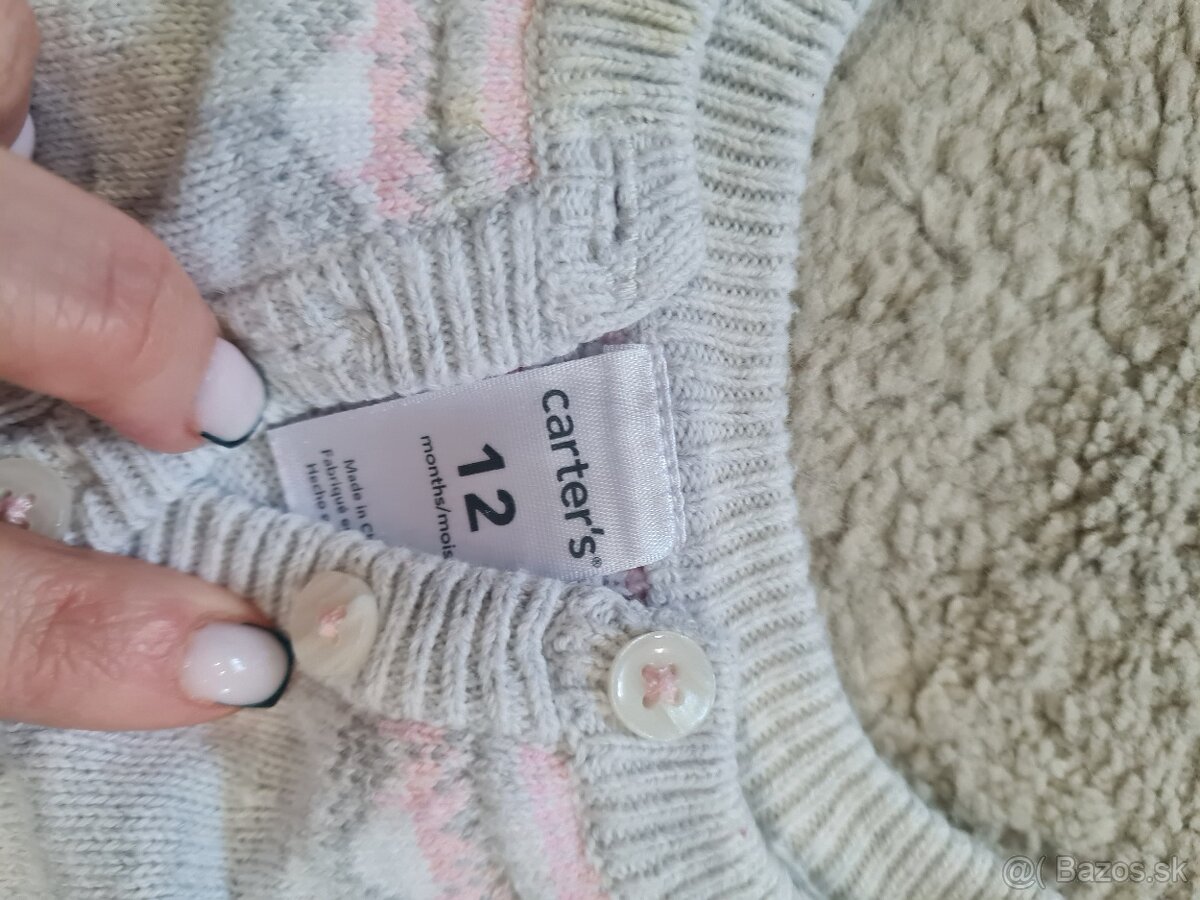 carter's®
12
months/mois
Made in
Fabriqué
Hecho
@( Bazos.sk